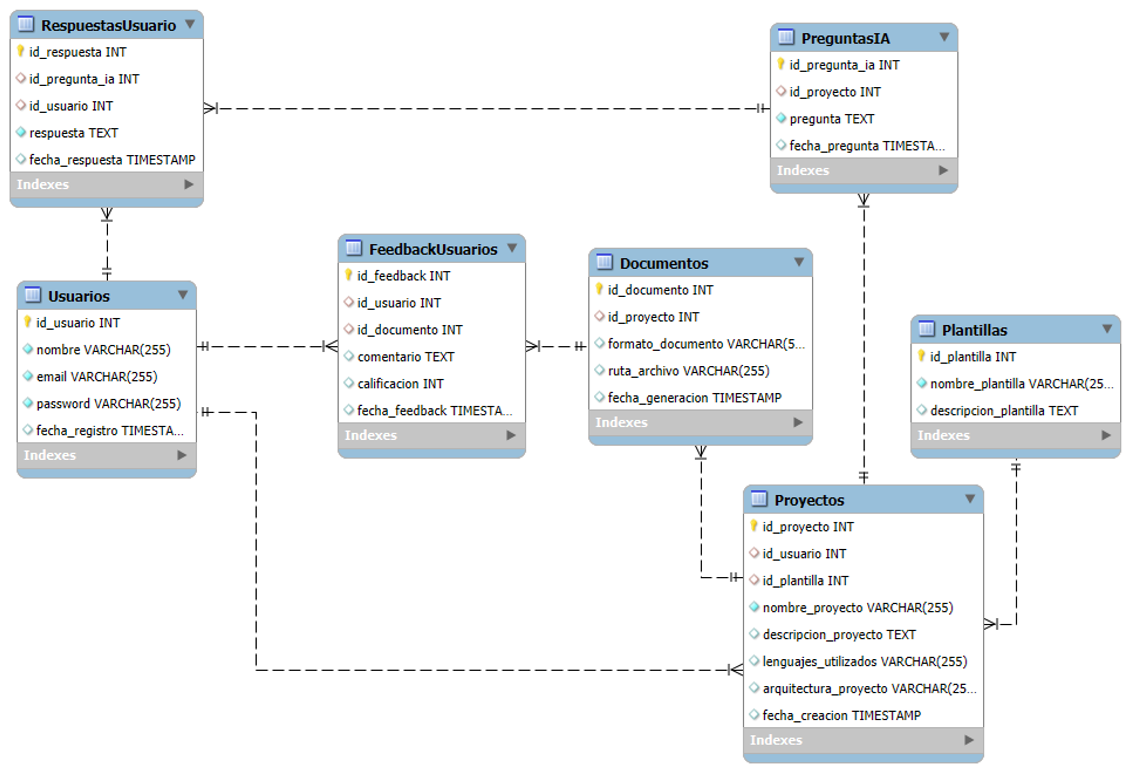 RespuestasUsuario
id_respuesta INT
id_pregunta_ia INT
id_usuario INT
respuesta TEXT
fecha_respuesta TIMESTAMP
Indexes
PreguntasIA
id_pregunta_ia INT
id_proyecto INT
pregunta TEXT
fecha_pregunta TIMESTA...
Indexes
Usuarios
id_usuario INT
nombre VARCHAR(255)
email VARCHAR(255)
password VARCHAR(255)
fecha_registro TIMESTA...
Indexes
FeedbackUsuarios
id_feedback INT
id_usuario INT
id_documento INT
comentario TEXT
calificacion INT
fecha_feedback TIMESTA...
Indexes
Documentos
id_documento INT
id_proyecto INT
formato_documento VARCHAR(5...
ruta_archivo VARCHAR(255)
fecha_generacion TIMESTAMP
Indexes
Plantillas
id_plantilla INT
nombre_plantilla VARCHAR(25...
descripcion_plantilla TEXT
Indexes
Proyectos
id_proyecto INT
id_usuario INT
id_plantilla INT
nombre_proyecto VARCHAR(255)
descripcion_proyecto TEXT
lenguajes_utilizados VARCHAR(255)
arquitectura_proyecto VARCHAR(25...
fecha_creacion TIMESTAMP
Indexes